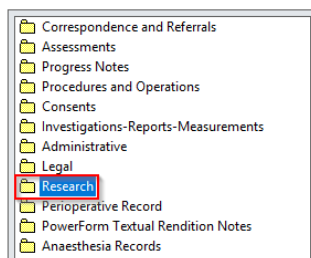 Correspondence and Referrals
Assessments
Progress Notes
Procedures and Operations
Consents
Investigations-Reports-Measurements
Administrative
Legal
Research
Perioperative Record
PowerForm Textual Rendition Notes
Anaesthesia Records